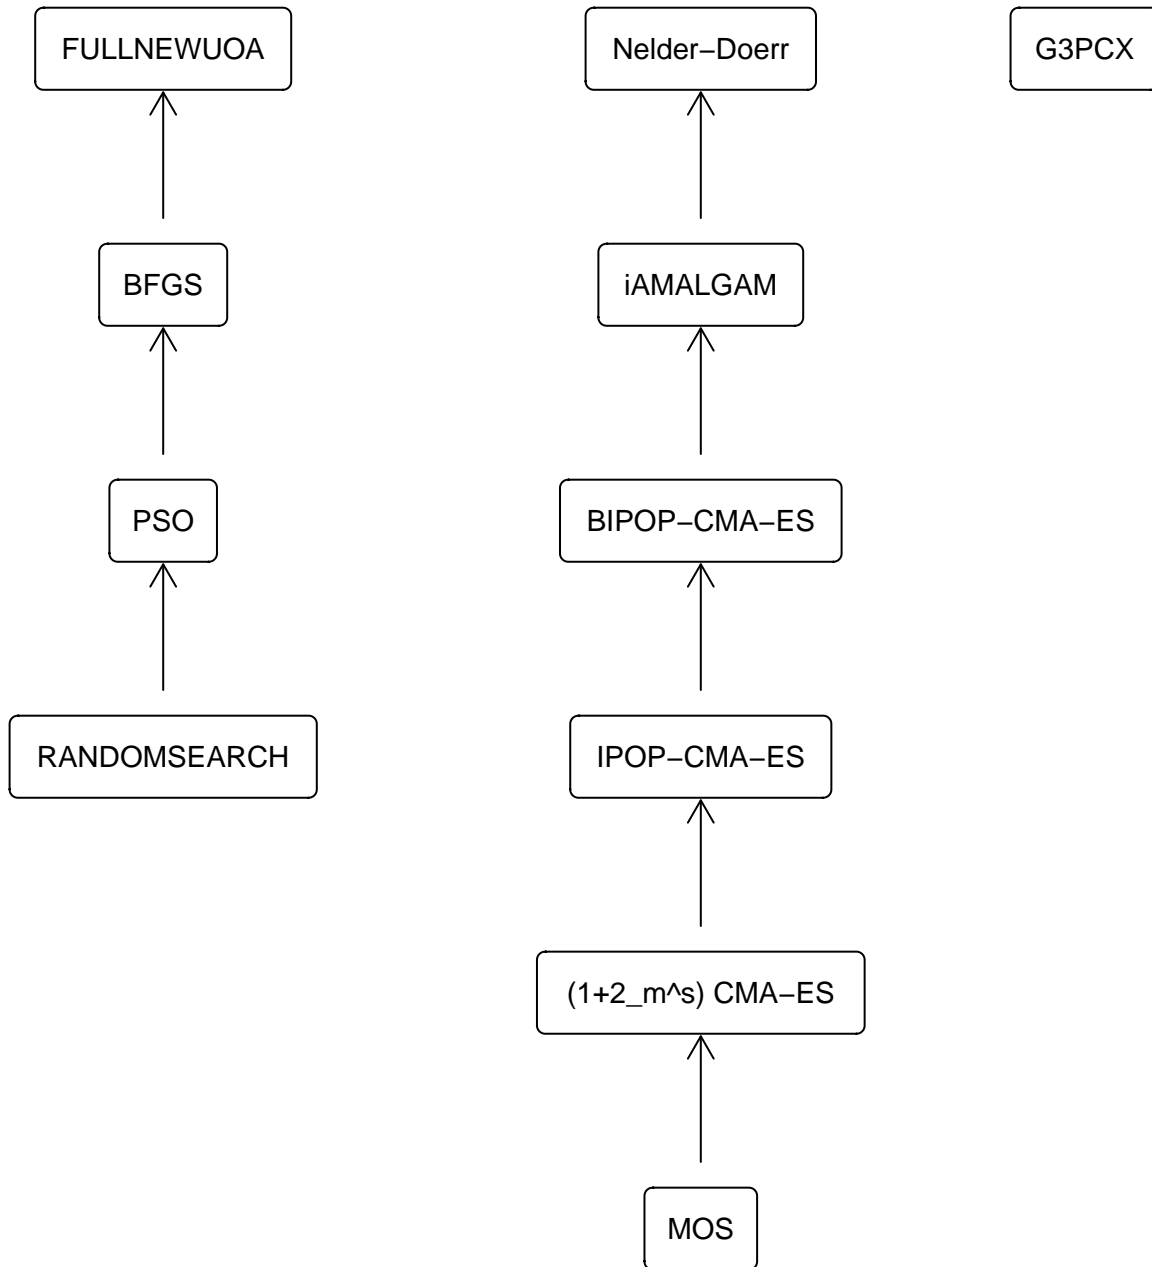 FULLNEWUOA
Nelder–Doerr
G3PCX
BFGS
iAMALGAM
PSO
BIPOP–CMA–ES
RANDOMSEARCH
IPOP–CMA–ES
(1+2_m^s) CMA–ES
MOS